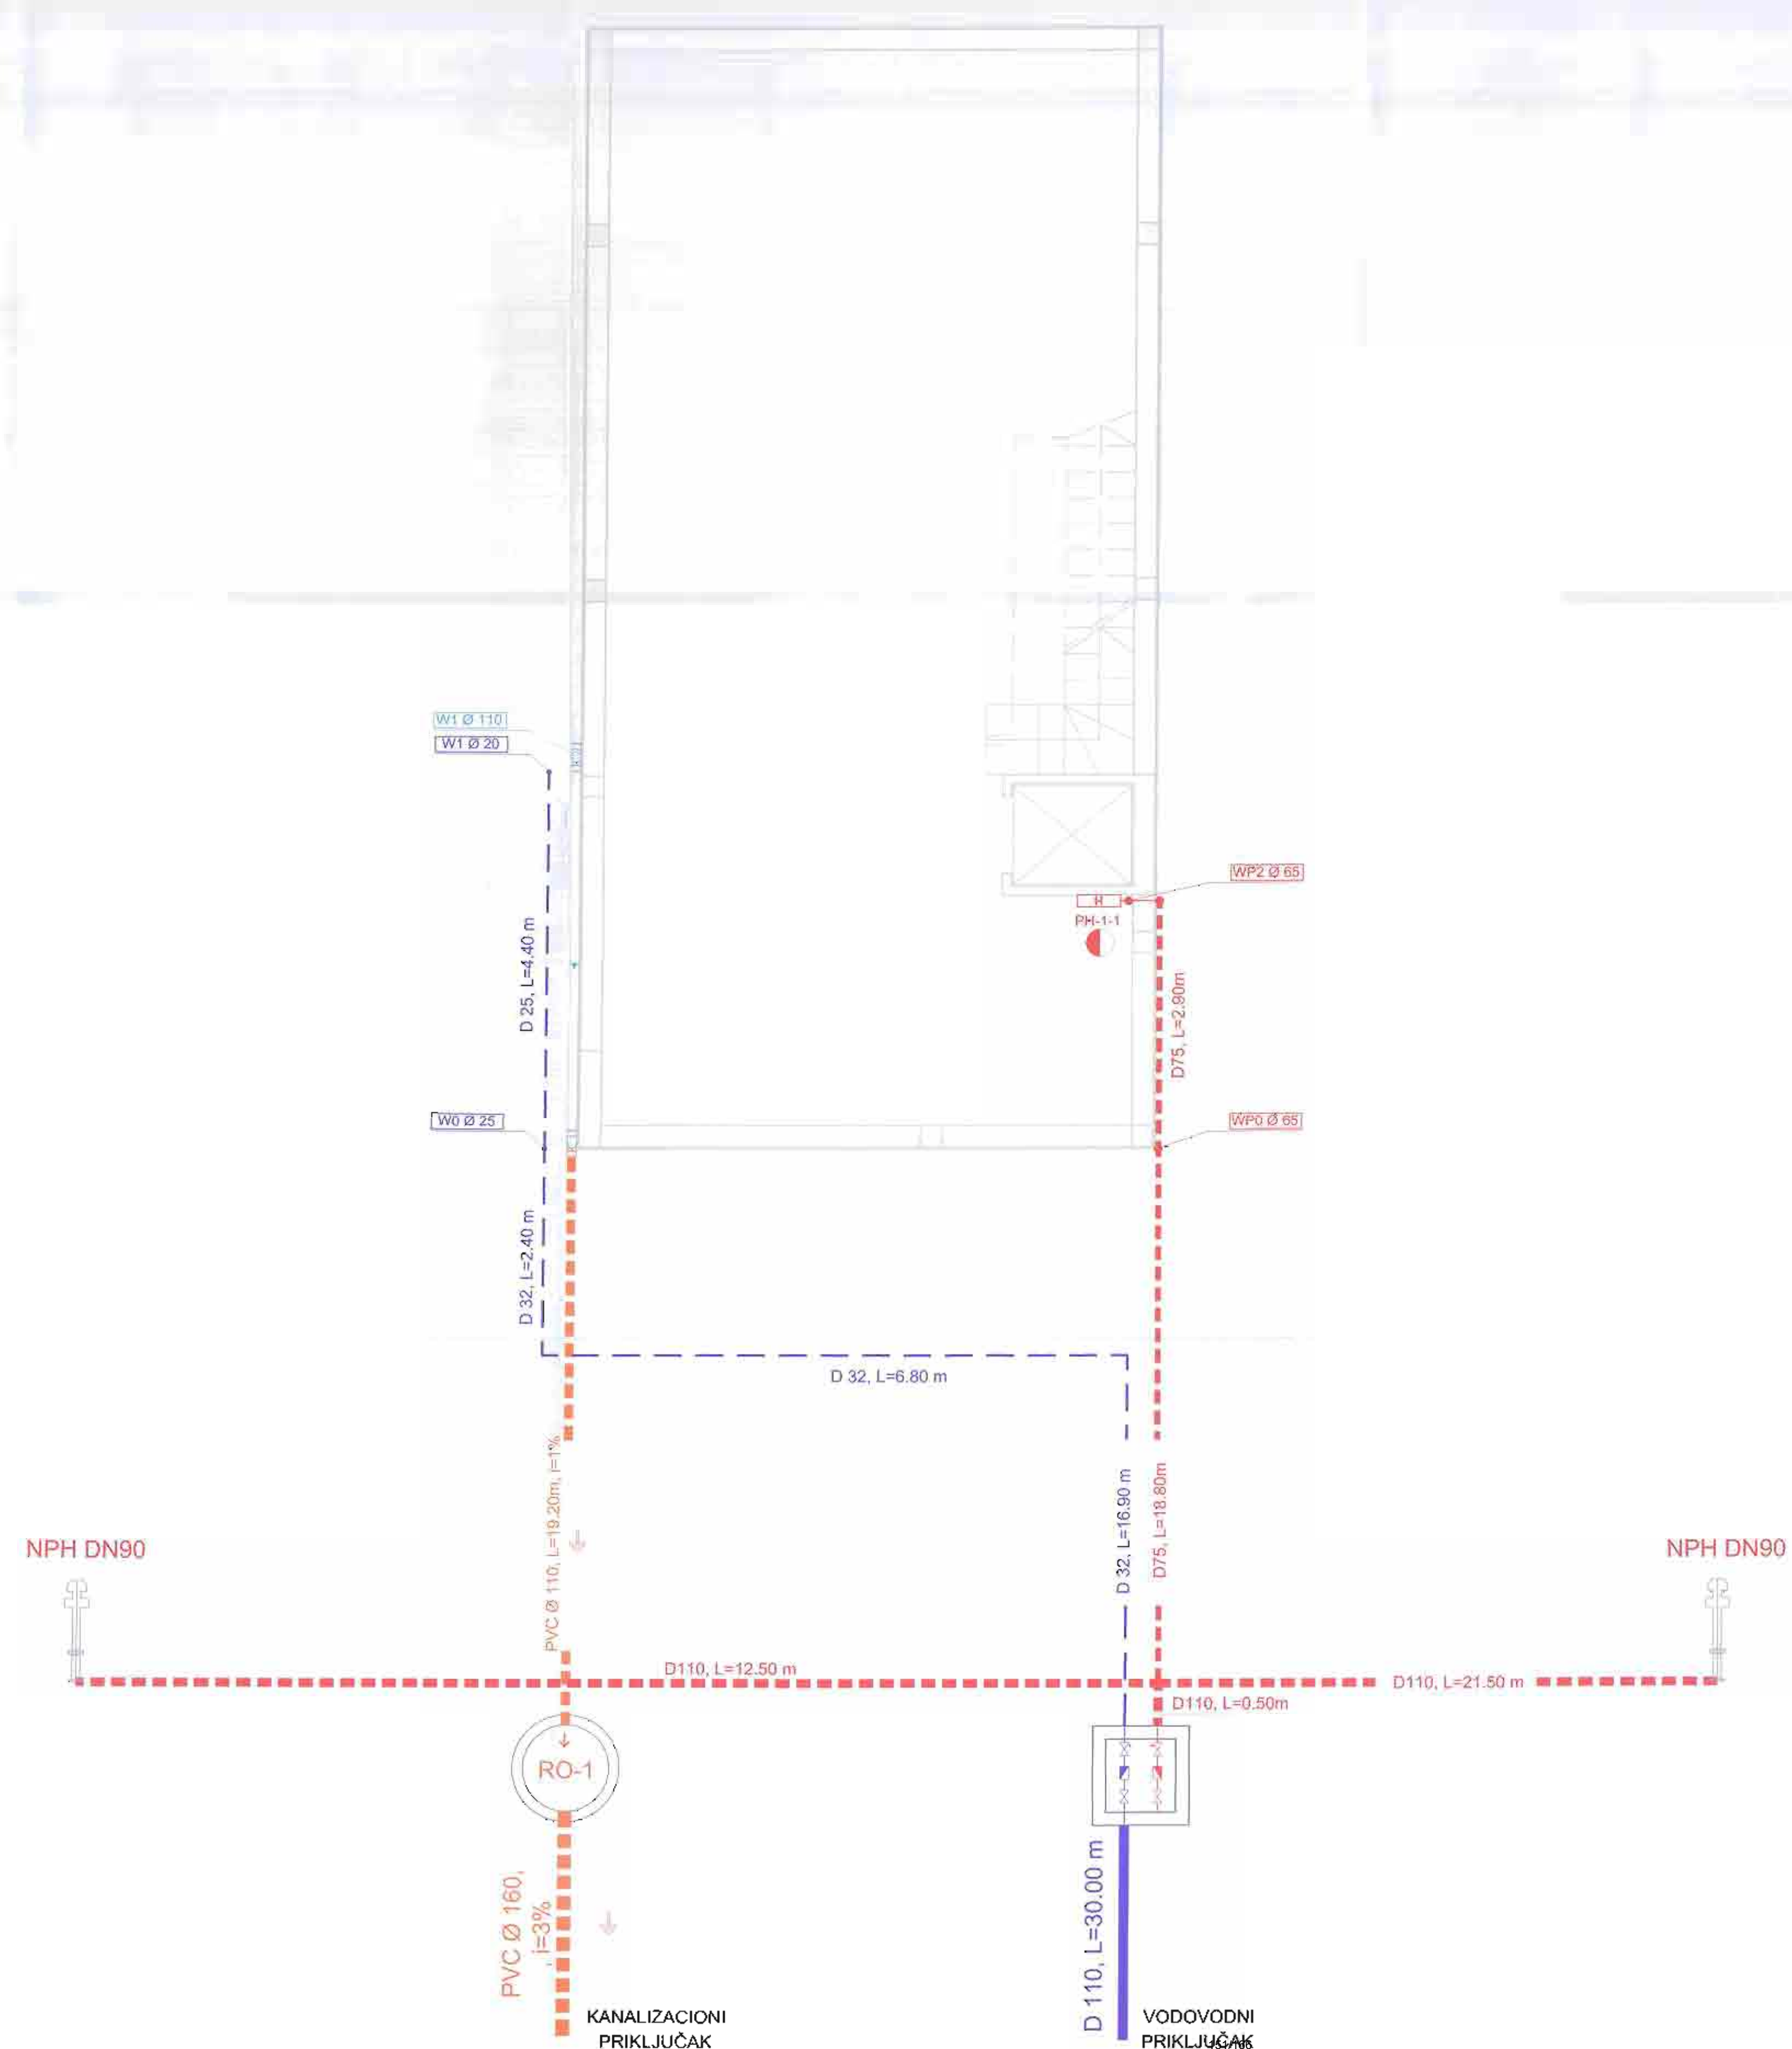 W1 Ø 110
W1 Ø 20
WP2 Ø 65
H
PH-1-1
D 25, L=4.40 m
D75, L=2.90m
W0 Ø 25
WP0 Ø 65
D 32, L=2.40 m
D 32, L=6.80 m
PVC Ø 110, L=19.20m, i=1%
D 32, L=16.90 m
D75, L=18.80m
NPH DN90
NPH DN90
D110, L=12.50 m
D110, L=21.50 m
D110, L=0.50m
RO-1
PVC Ø 160,
i=3%
D 110, L=30.00 m
KANALIZACIONI
PRIKLJUČAK
VODOVODNI
PRIKLJUČAK